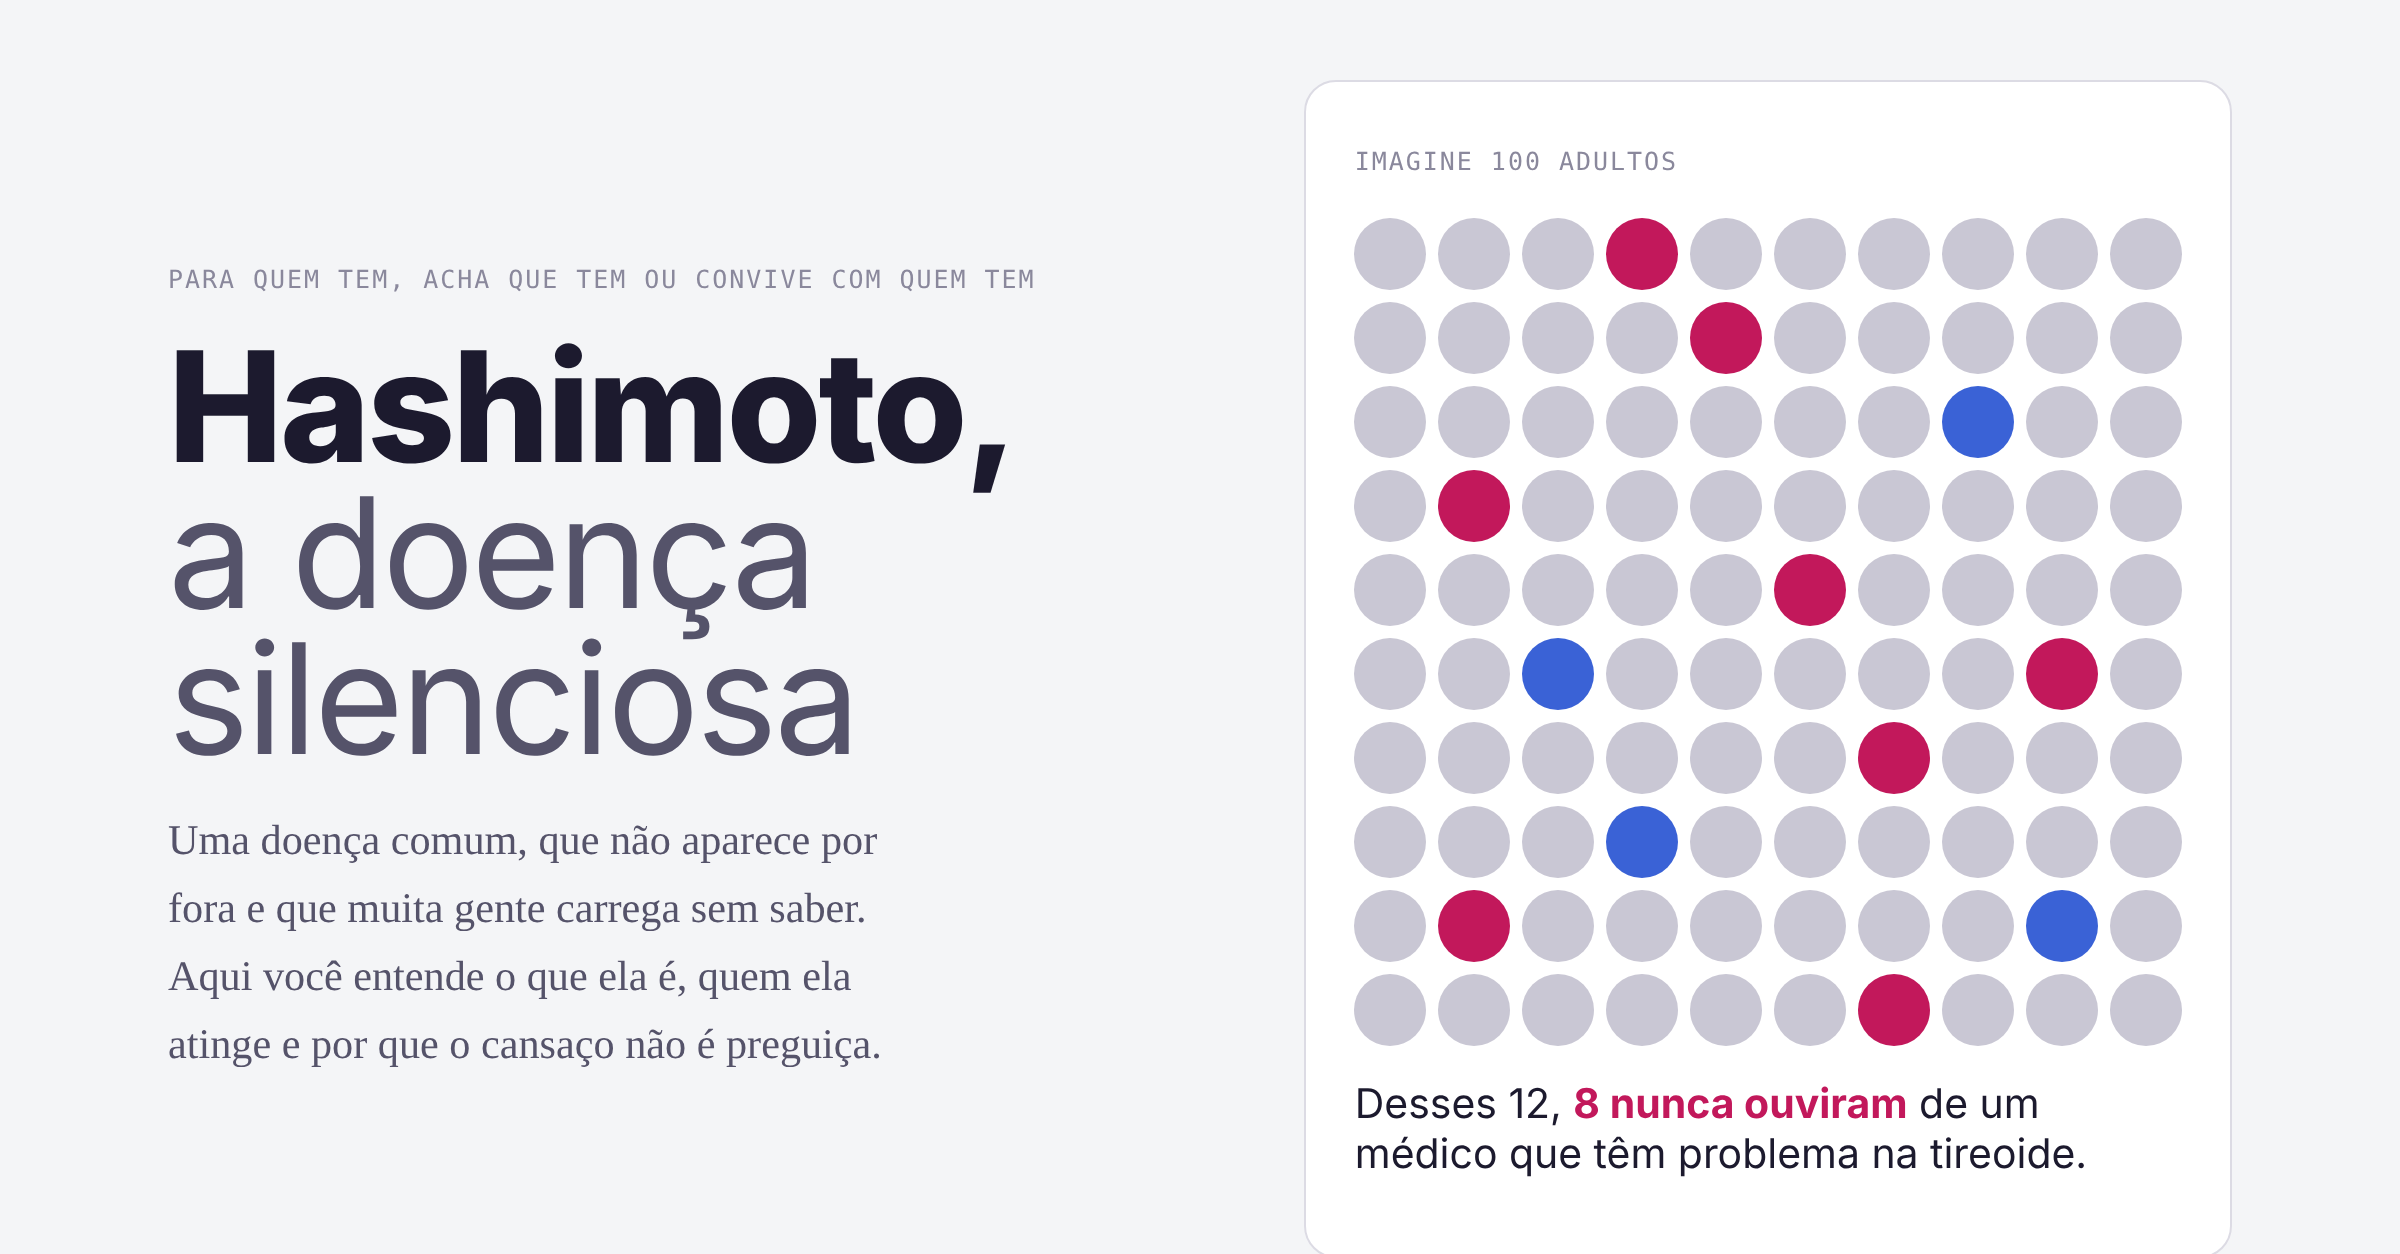 PARA QUEM TEM, ACHA QUE TEM OU CONVIVE COM QUEM TEM
Hashimoto,
a doença
silenciosa
Uma doença comum, que não aparece por
fora e que muita gente carrega sem saber.
Aqui você entende o que ela é, quem ela
atinge e por que o cansaço não é preguiça.
IMAGINE 100 ADULTOS
Desses 12, 8 nunca ouviram de um
médico que têm problema na tireoide.